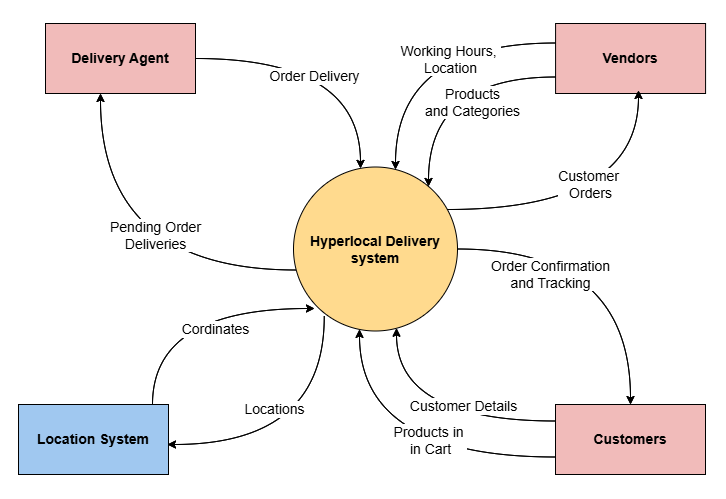 Delivery Agent
Order Delivery
Working Hours,
Location
Vendors
Products
and Categories
Customer
Orders
Pending Order
Deliveries
Hyperlocal Delivery
system
Order Confirmation
and Tracking
Cordinates
Locations
Customer Details
Products in
in Cart
Location System
Customers